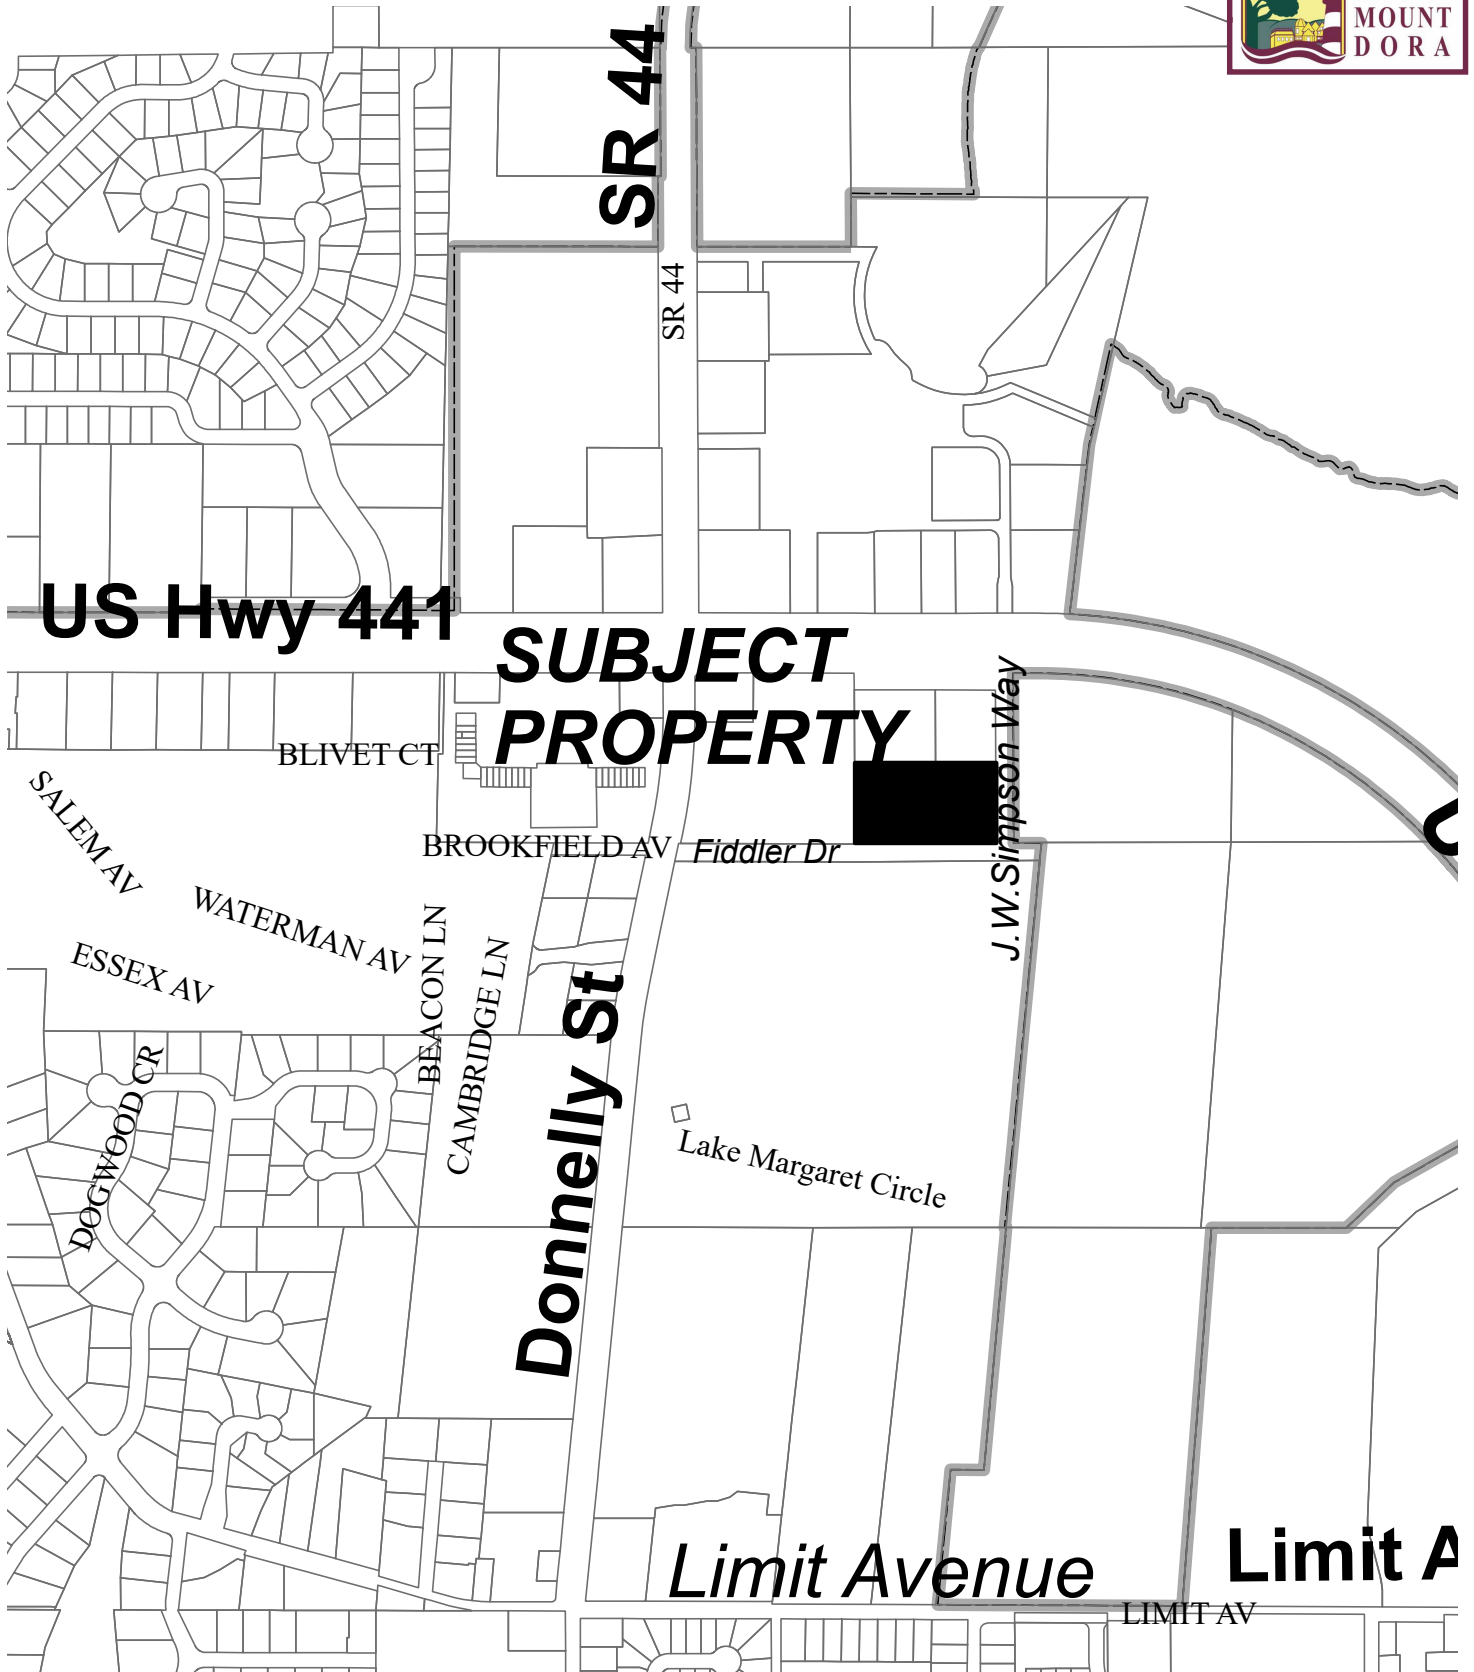 MOUNT
DORA
SR 44
SR 44
US Hwy 441
SUBJECT
PROPERTY
J.W.Simpson Way
BLIVET CT
SALEM AV
BROOKFIELD AV
Fiddler Dr
WATERMAN AV
ESSEX AV
BEACON LN
CAMBRIDGE LN
Donnelly St
DOGWOOD CR
Lake Margaret Circle
Limit Avenue
Limit A
LIMIT AV